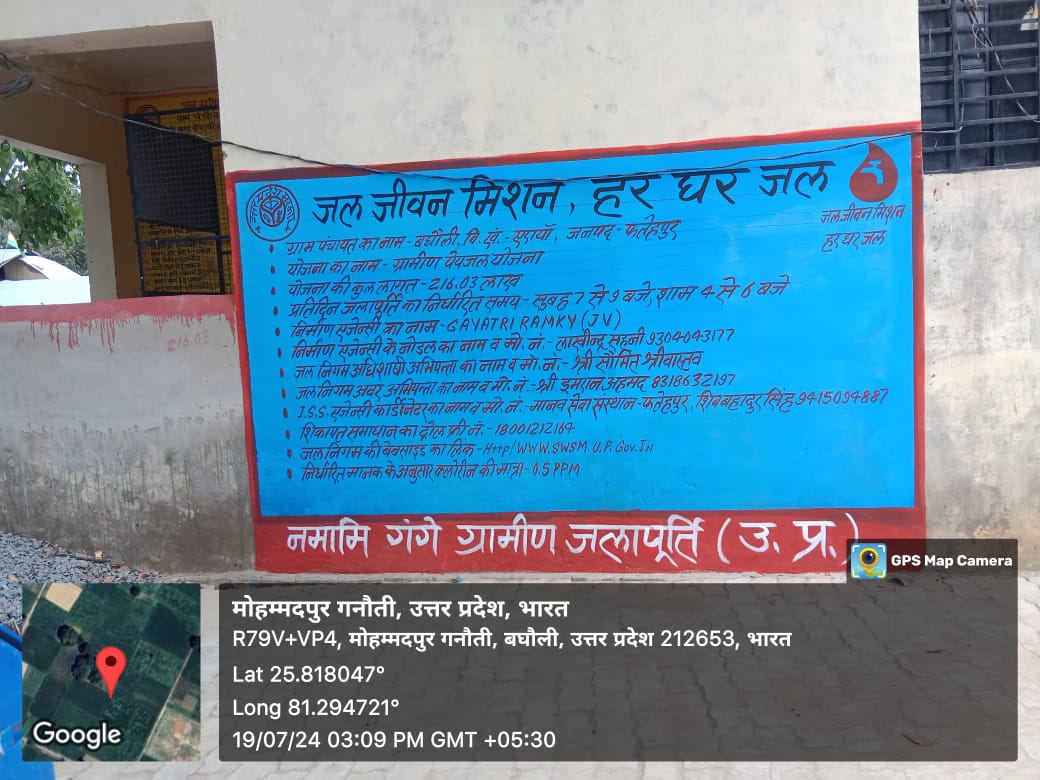 जल जीवन मिशन, हर घर जल
जल जीवन मिशन
हर घर जल
ग्राम पंचायत का नाम - बघौली, वि. खं. - एरायाँ, जनपद - फतेहपुर
योजना का नाम - ग्रामीण पेयजल योजना
योजना की कुल लागत - 216.03 लाख
प्रतिदिन जलापूर्ति का निर्धारित समय - सुबह 7 से 9 बजे, शाम 4 से 6 बजे
निर्माण एजेन्सी का नाम - GAYATRI RAMKY (JV)
निर्माण एजेन्सी के नोडल का नाम व मो. नं. - लाखीन्द्र सहनी 9304043177
जल निगम अधिशाषी अभियन्ता का नाम व मो. नं. - श्री सौमित श्रीवास्तव
जल निगम अवर अभियन्ता का नाम व मो. नं. - श्री इमरान अहमद 8318632197
I.S.S. एजेन्सी कार्डीनेटर का नाम व मो. नं. - मानव सेवा संस्थान - फतेहपुर, शिवबहादुर सिंह 9415094887
शिकायत समाधान का टोल फ्री नं. - 18001212164
जल निगम की वेबसाइड का लिंक - Http/WWW.SWSM.U.P.Gov.In
निर्धारित मानक के अनुसार क्लोरीन की मात्रा - 0.5 PPM
नमामि गंगे ग्रामीण जलापूर्ति (उ. प्र.)
216.03
GPS Map Camera
मोहम्मदपुर गनौती, उत्तर प्रदेश, भारत
R79V+VP4, मोहम्मदपुर गनौती, बघौली, उत्तर प्रदेश 212653, भारत
Lat 25.818047°
Long 81.294721°
19/07/24 03:09 PM GMT +05:30
Google